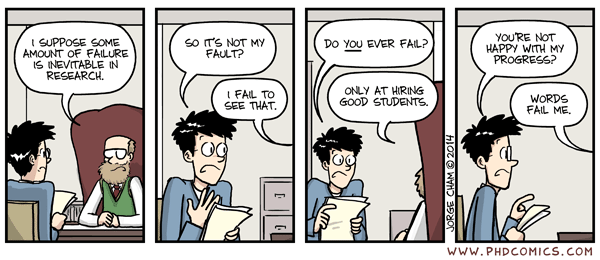 I SUPPOSE SOME
AMOUNT OF FAILURE
IS INEVITABLE IN
RESEARCH.
SO IT'S NOT MY
FAULT?
I FAIL TO
SEE THAT.
DO YOU EVER FAIL?
ONLY AT HIRING
GOOD STUDENTS.
JORGE CHAM © 2014
YOU'RE NOT
HAPPY WITH MY
PROGRESS?
WORDS
FAIL ME.
WWW.PHDCOMICS.COM